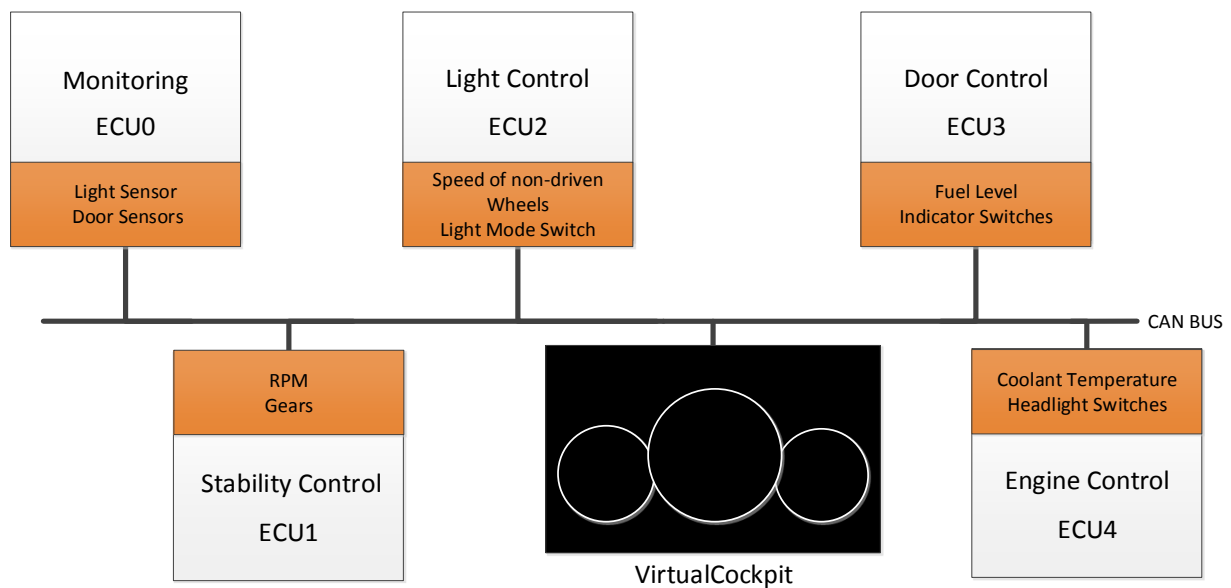 Monitoring
ECU0
Light Sensor
Door Sensors
Light Control
ECU2
Speed of non-driven
Wheels
Light Mode Switch
Door Control
ECU3
Fuel Level
Indicator Switches
CAN BUS
RPM
Gears
Stability Control
ECU1
VirtualCockpit
Coolant Temperature
Headlight Switches
Engine Control
ECU4